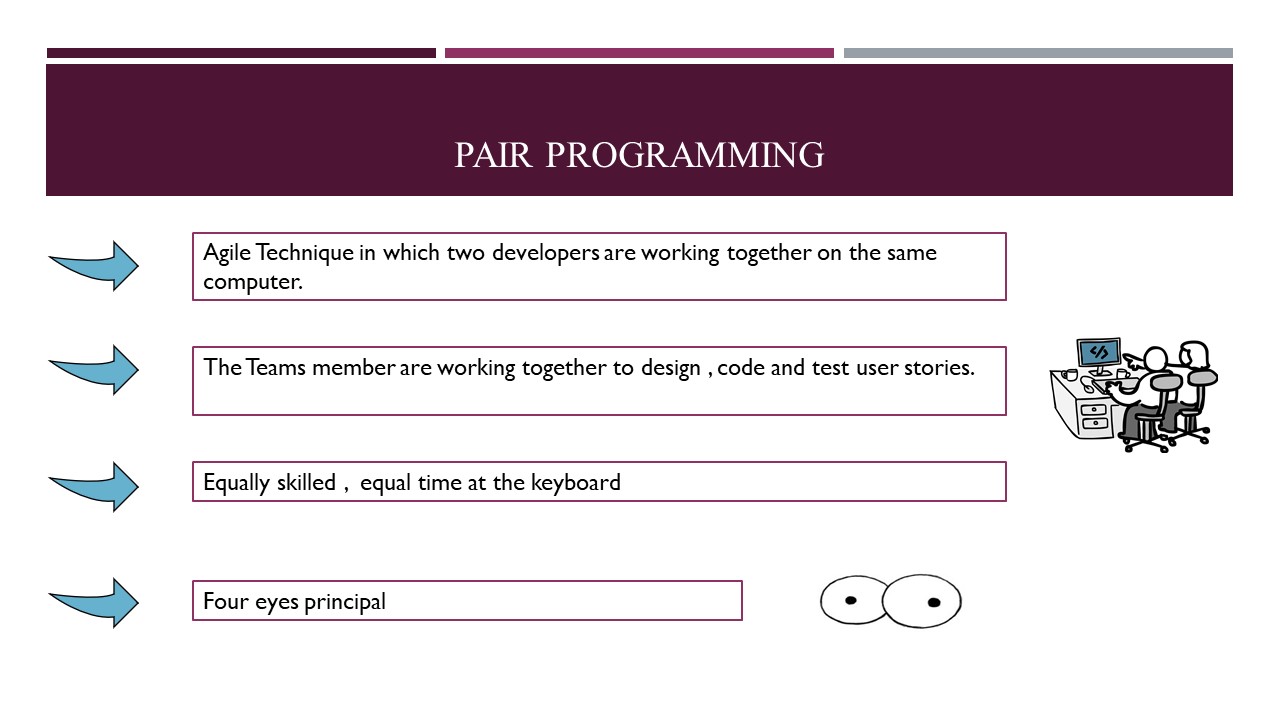 PAIR PROGRAMMING
Agile Technique in which two developers are working together on the same
computer.
The Teams member are working together to design , code and test user stories.
</>
Equally skilled ,  equal time at the keyboard
Four eyes principal